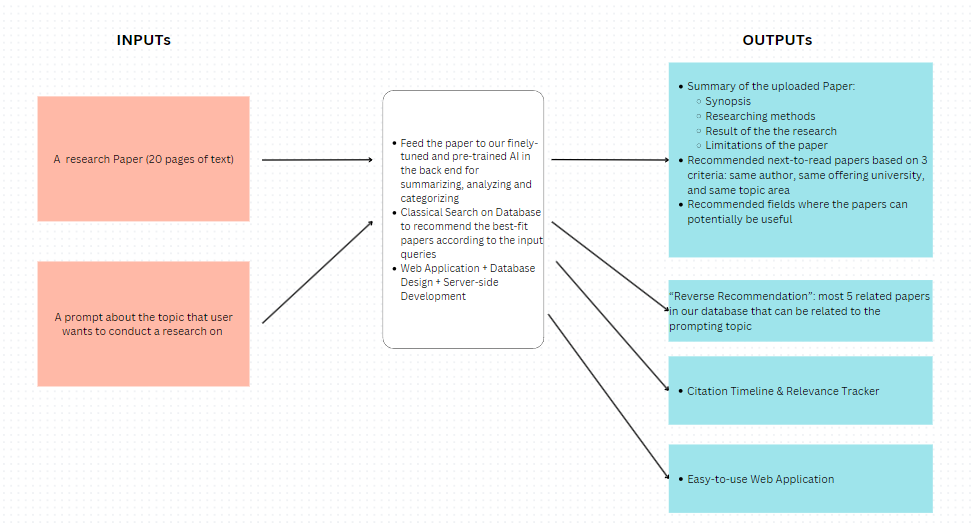 INPUTs
OUTPUTs
A research Paper (20 pages of text)
A prompt about the topic that user
wants to conduct a research on
• Feed the paper to our finely-
tuned and pre-trained AI in
the back end for
summarizing, analyzing and
categorizing
• Classical Search on Database
to recommend the best-fit
papers according to the input
queries
• Web Application + Database
Design + Server-side
Development
• Summary of the uploaded Paper:
○ Synopsis
○ Researching methods
○ Result of the the research
○ Limitations of the paper
• Recommended next-to-read papers based on 3
criteria: same author, same offering university,
and same topic area
• Recommended fields where the papers can
potentially be useful
“Reverse Recommendation”: most 5 related papers
in our database that can be related to the
prompting topic
• Citation Timeline & Relevance Tracker
• Easy-to-use Web Application